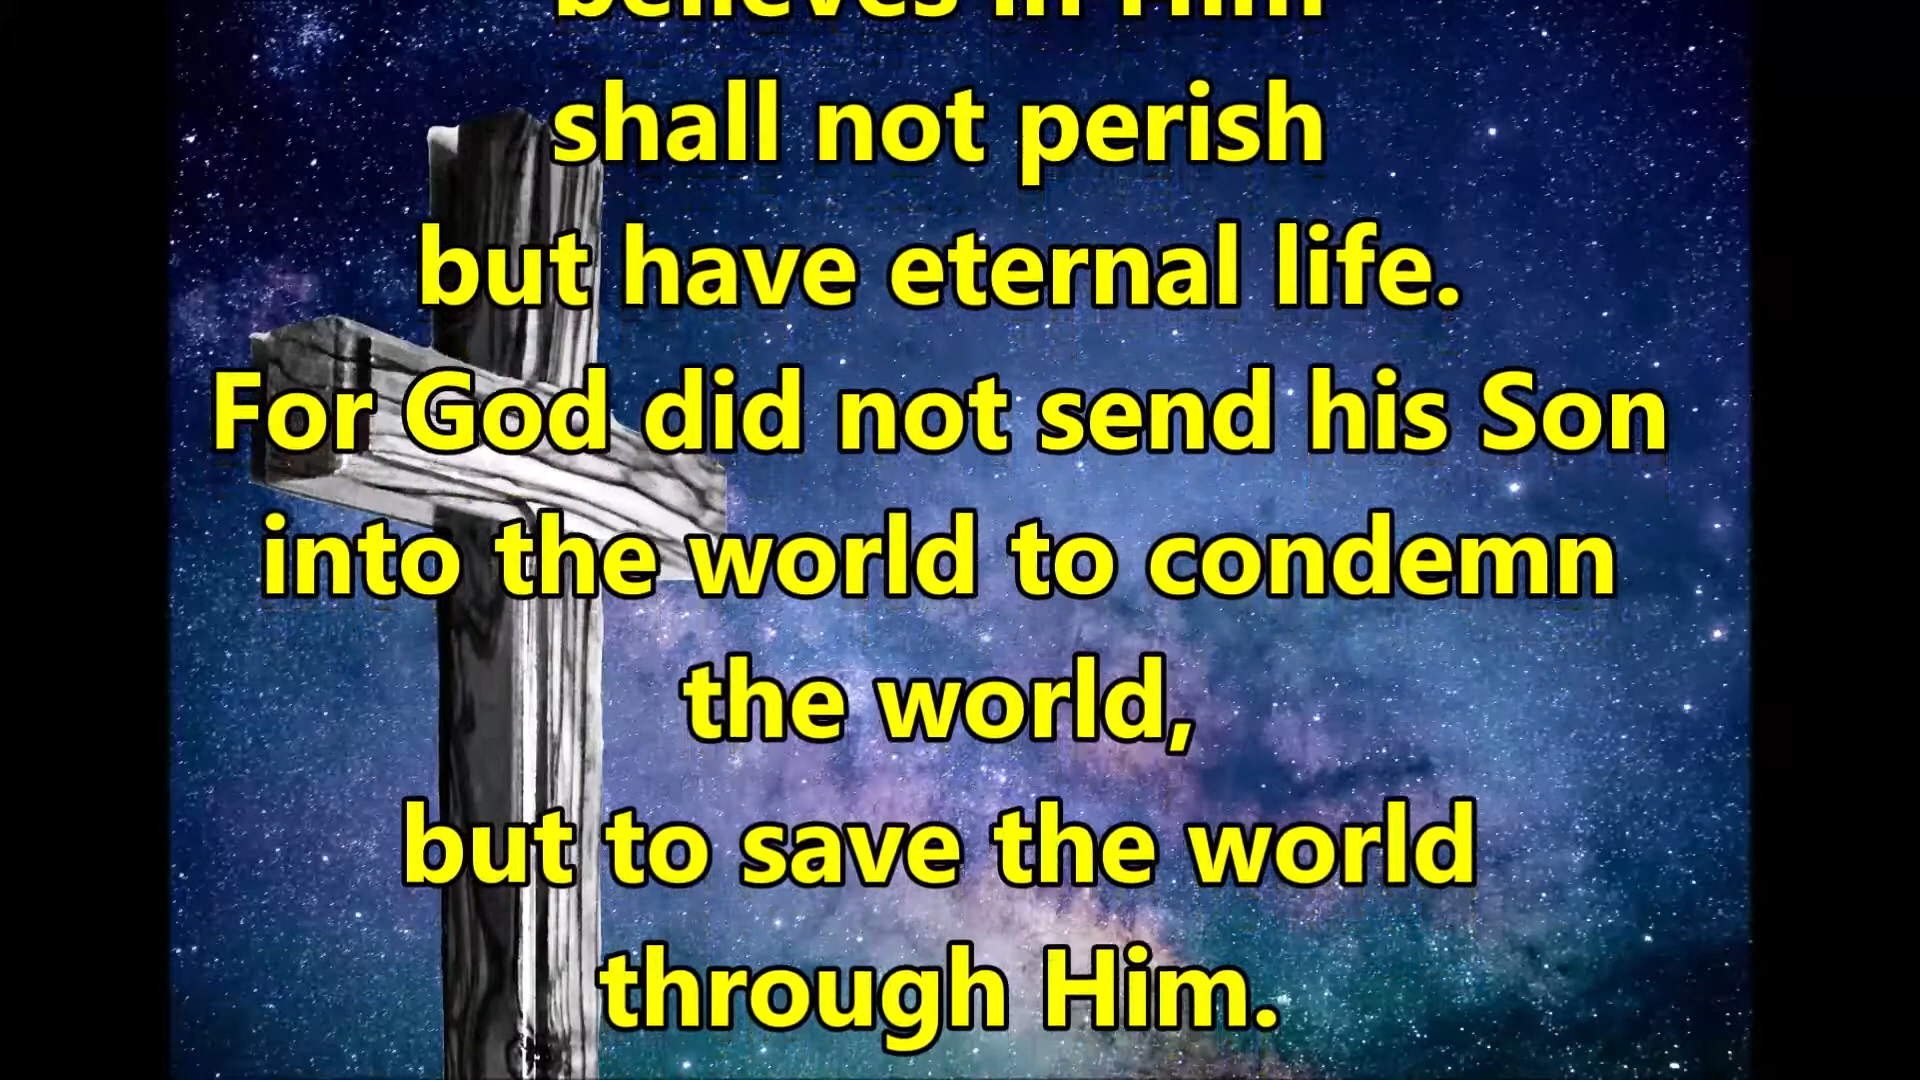 believes in Him
shall not perish
but have eternal life.
For God did not send his Son
into the world to condemn
the world,
but to save the world
through Him.